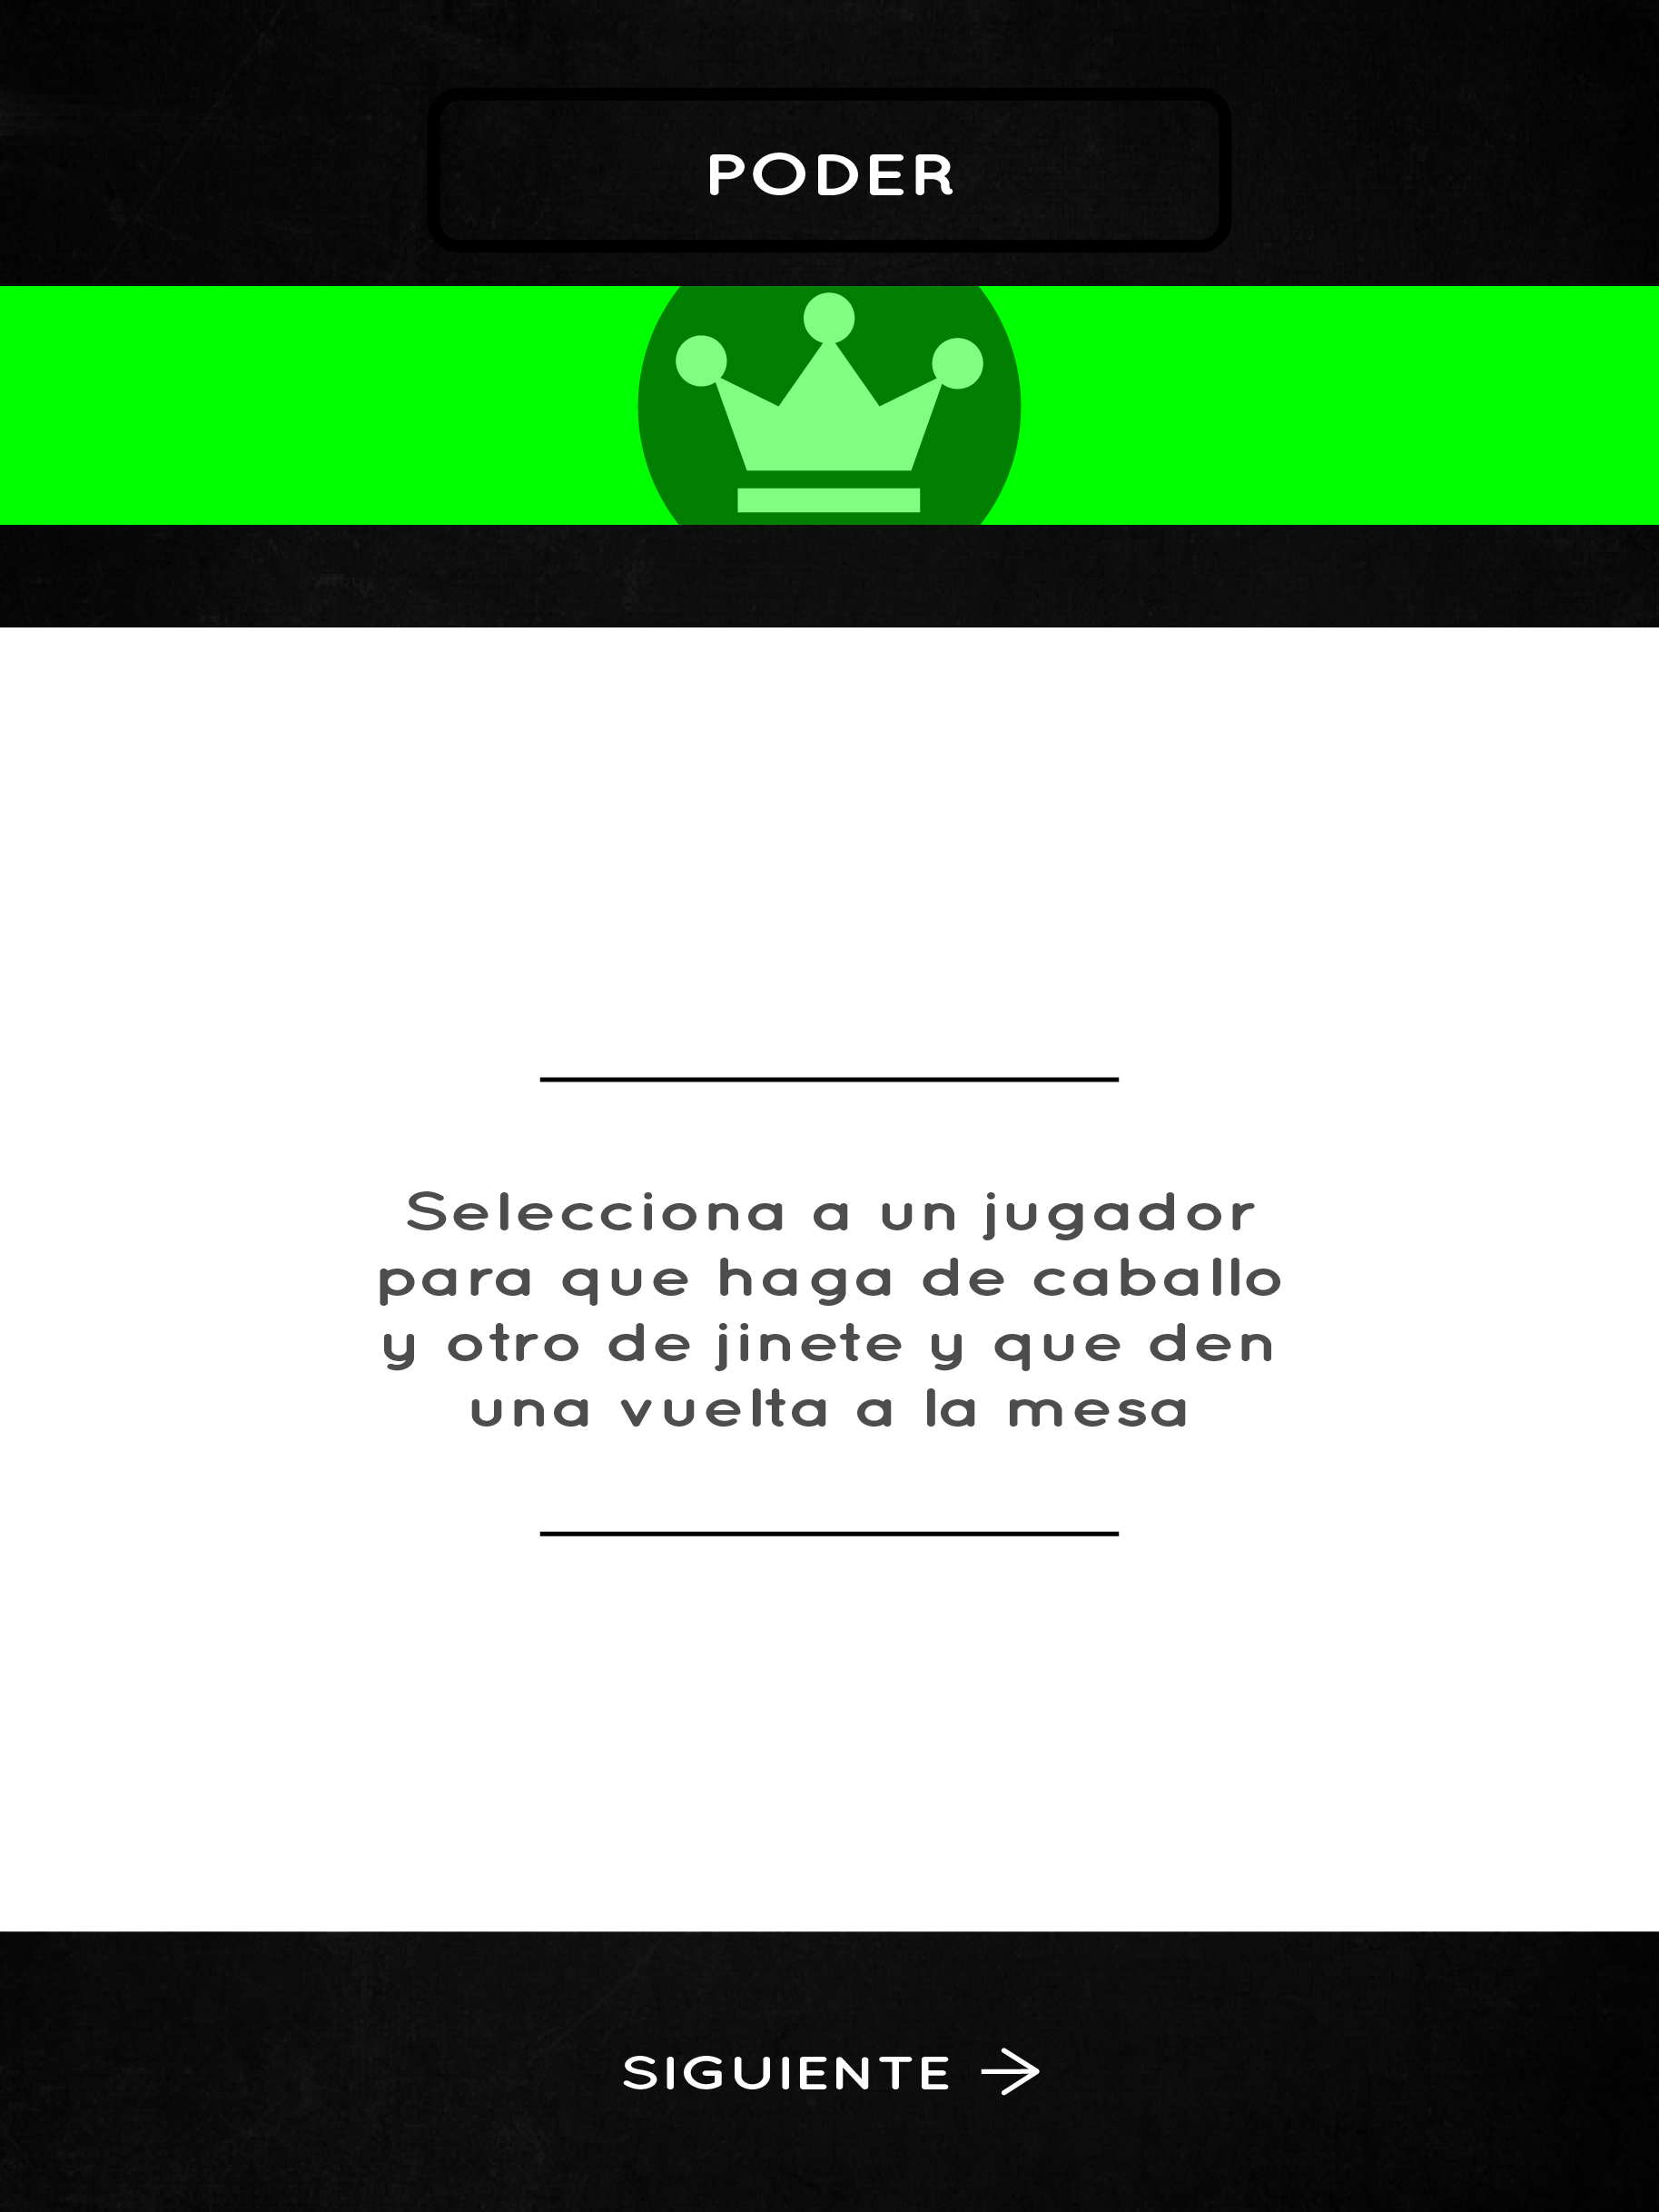 PODER
Selecciona a un jugador
para que haga de caballo
y otro de jinete y que den
una vuelta a la mesa
SIGUIENTE